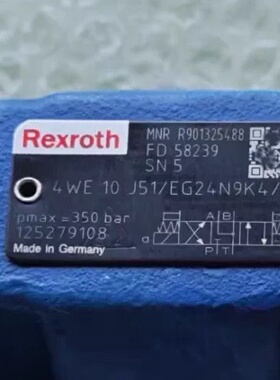 Rexroth
MNR R901325488
FD 58239
SN 5
4WE 10 J51/EG24N9K4/
pmax = 350 bar
125279108
Made in Germany
a
A B
P T